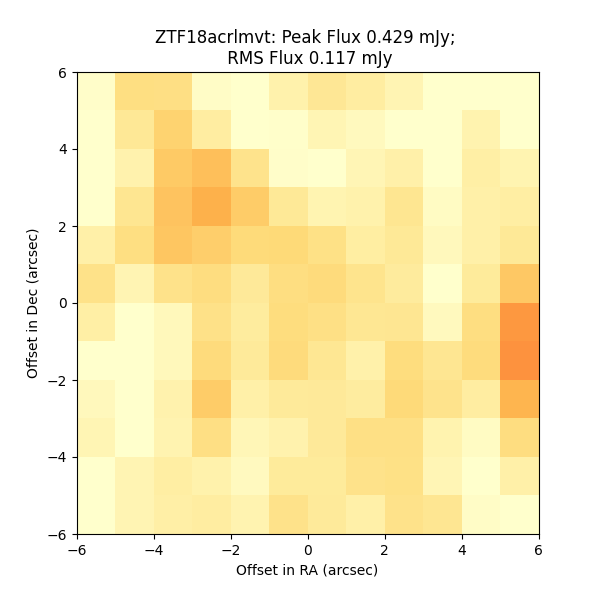 ZTF18acrlmvt: Peak Flux 0.429 mJy;
RMS Flux 0.117 mJy
6
4
2
0
−2
−4
−6
Offset in Dec (arcsec)
−6 −4 −2 0 2 4 6
Offset in RA (arcsec)